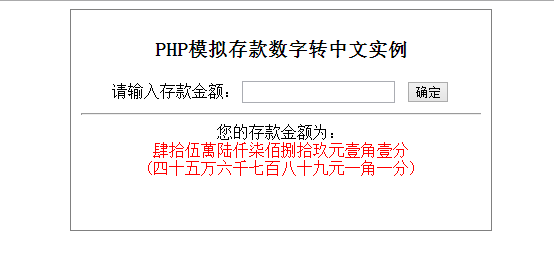 PHP模拟存款数字转中文实例
请输入存款金额： 确定
您的存款金额为：
肆拾伍萬陆仟柒佰捌拾玖元壹角壹分
(四十五万六千七百八十九元一角一分)